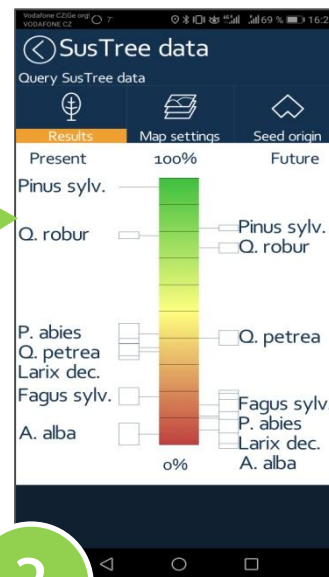 Vodafone CZ|Ge org!
VODAFONE CZ
69 % 16:2
SusTree data
Query SusTree data
Results Map settings Seed origin
Present 100% Future
Pinus sylv.
Q. robur
P. abies
Q. petrea
Larix dec.
Fagus sylv.
A. alba
Pinus sylv.
Q. robur
Q. petrea
Fagus sylv.
P. abies
Larix dec.
A. alba
0%